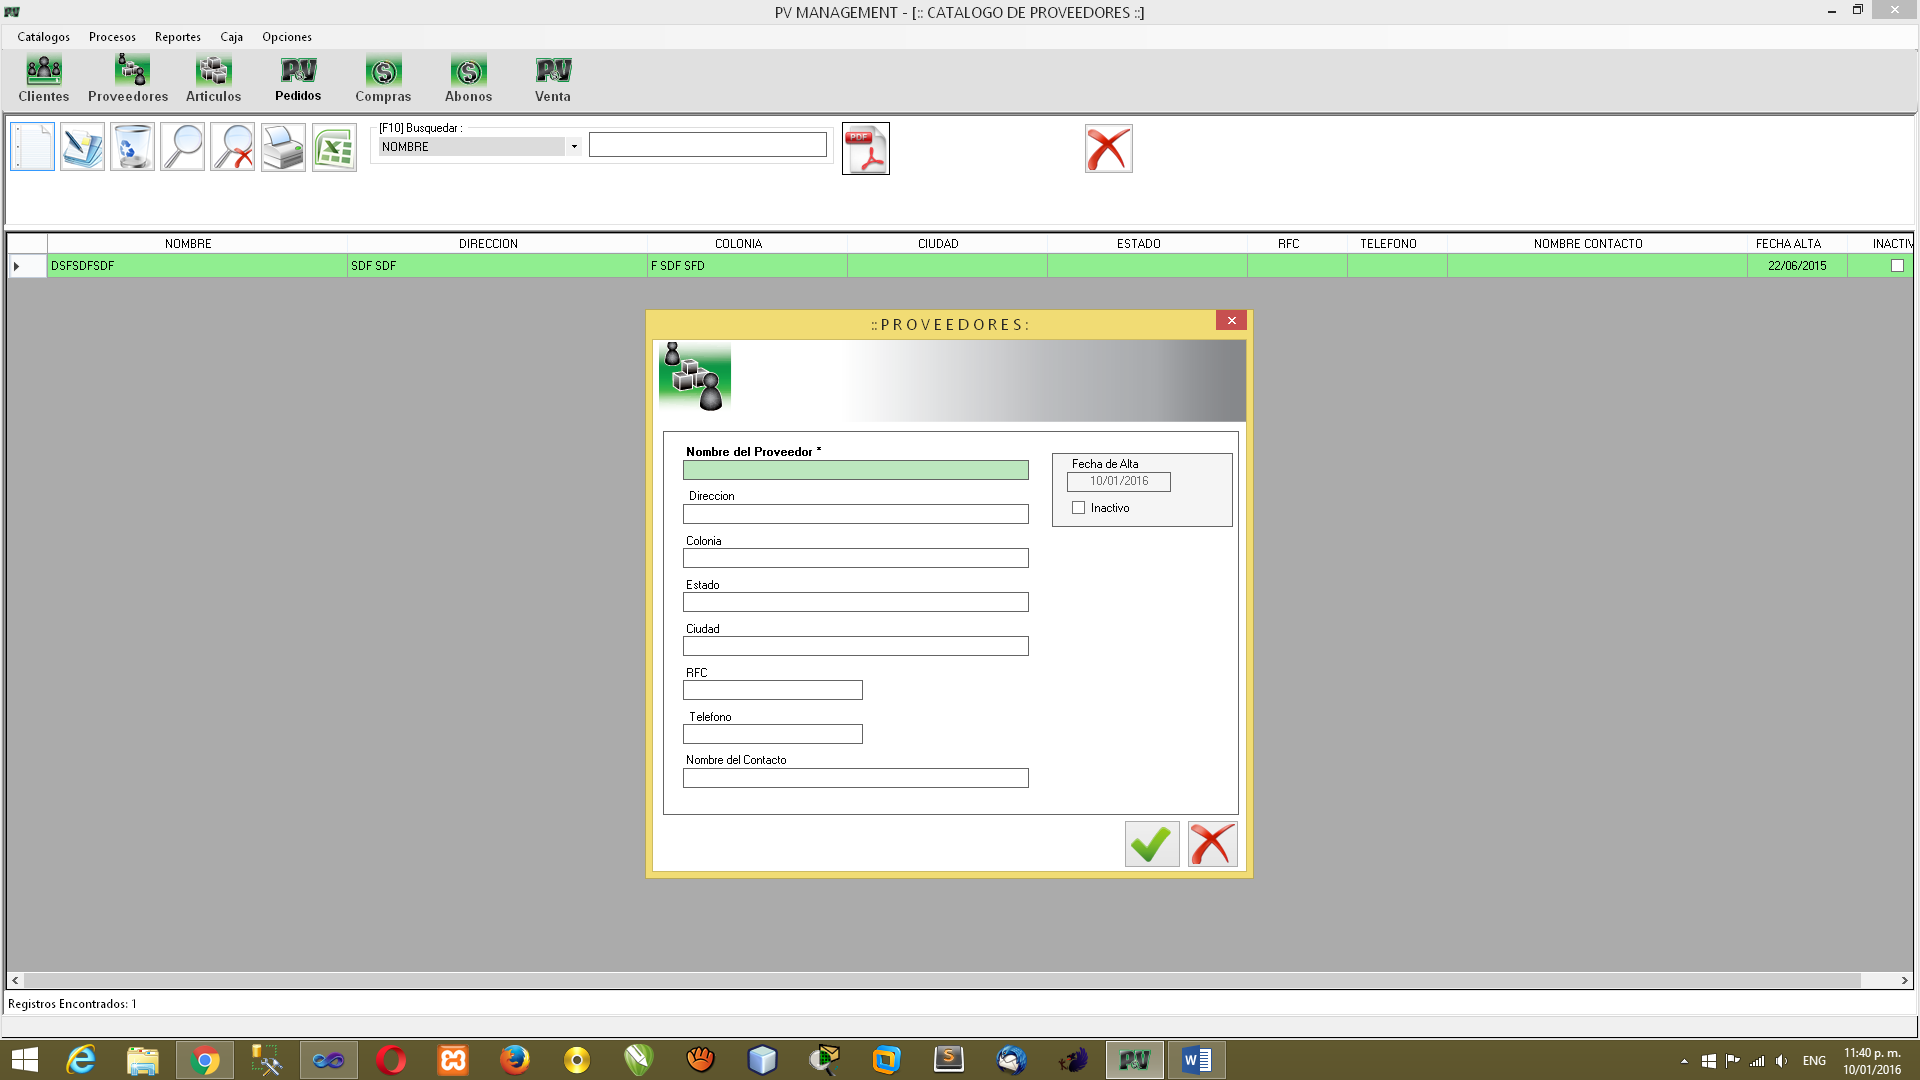 PV MANAGEMENT - [:: CATALOGO DE PROVEEDORES ::]
Catálogos Procesos Reportes Caja Opciones
Clientes Proveedores Articulos Pedidos Compras Abonos Venta
[F10] Busquedar :
NOMBRE
PDF
NOMBRE DIRECCION COLONIA CIUDAD ESTADO RFC TELEFONO NOMBRE CONTACTO FECHA ALTA INACTIV
DSFSDFSDF SDF SDF F SDF SFD 22/06/2015
::PROVEEDORES:
Nombre del Proveedor *
Fecha de Alta
10/01/2016
Inactivo
Direccion
Colonia
Estado
Ciudad
RFC
Telefono
Nombre del Contacto
Registros Encontrados: 1
ENG
11:40 p. m.
10/01/2016